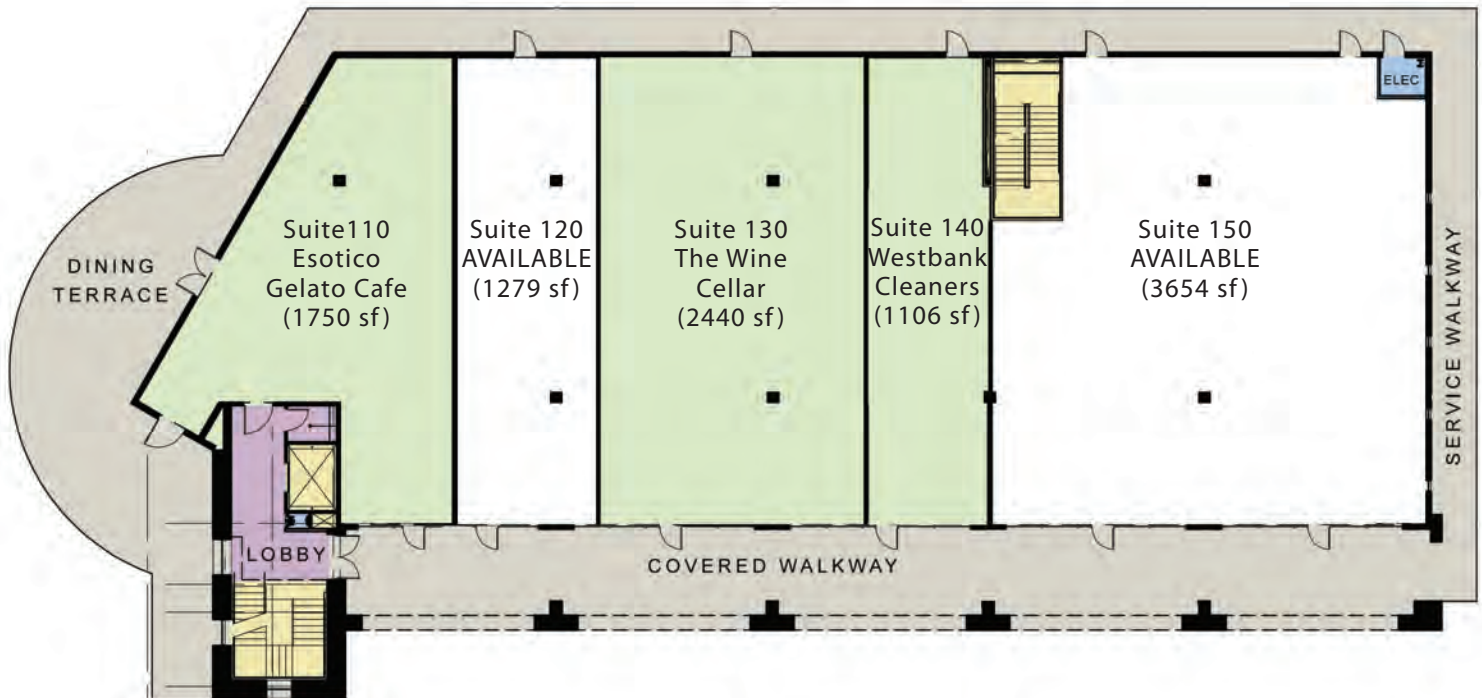 ELEC
DINING
TERRACE
Suite110
Esotico
Gelato Cafe
(1750 sf)
Suite 120
AVAILABLE
(1279 sf)
Suite 130
The Wine
Cellar
(2440 sf)
Suite 140
Westbank
Cleaners
(1106 sf)
Suite 150
AVAILABLE
(3654 sf)
SERVICE WALKWAY
LOBBY
COVERED WALKWAY